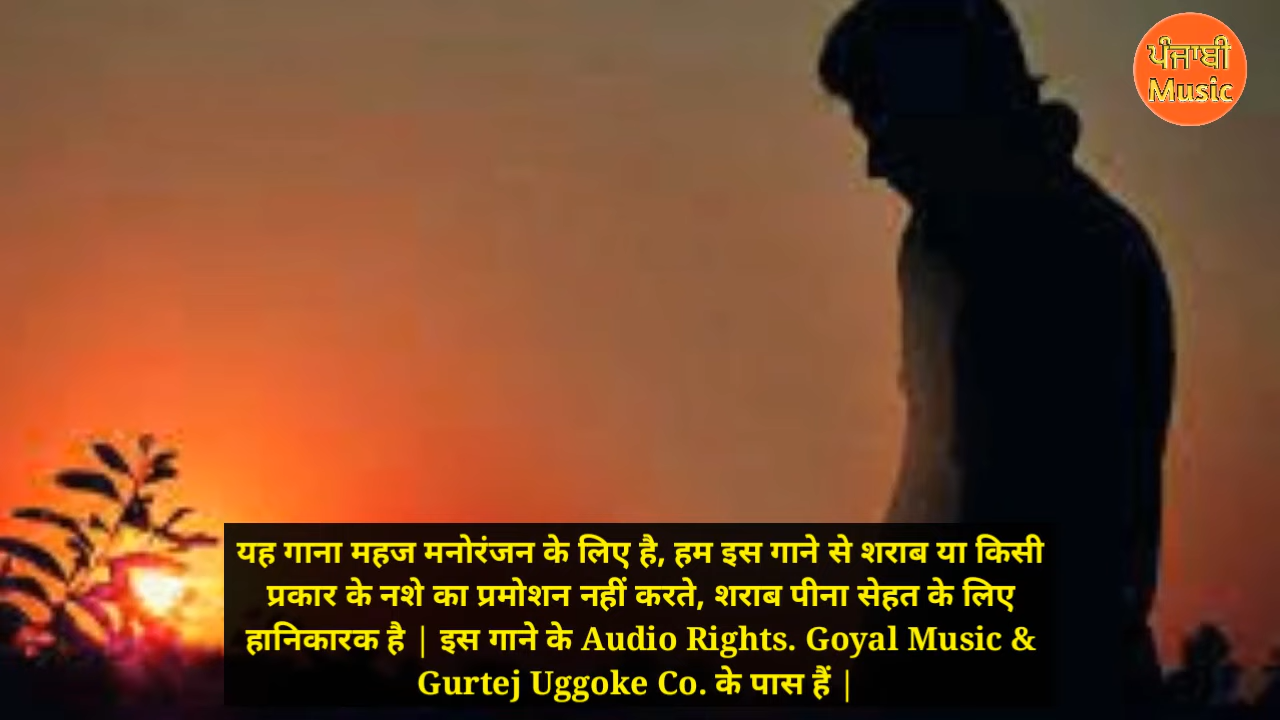 ਪੰਜਾਬੀ
Music
यह गाना महज मनोरंजन के लिए है, हम इस गाने से शराब या किसी
प्रकार के नशे का प्रमोशन नहीं करते, शराब पीना सेहत के लिए
हानिकारक है | इस गाने के Audio Rights. Goyal Music &
Gurtej Uggoke Co. के पास हैं |